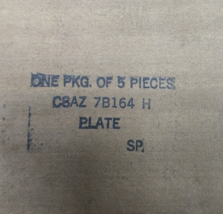 ONE PKG. OF 5 PIECES
C8AZ 7B164 H
PLATE
SP.